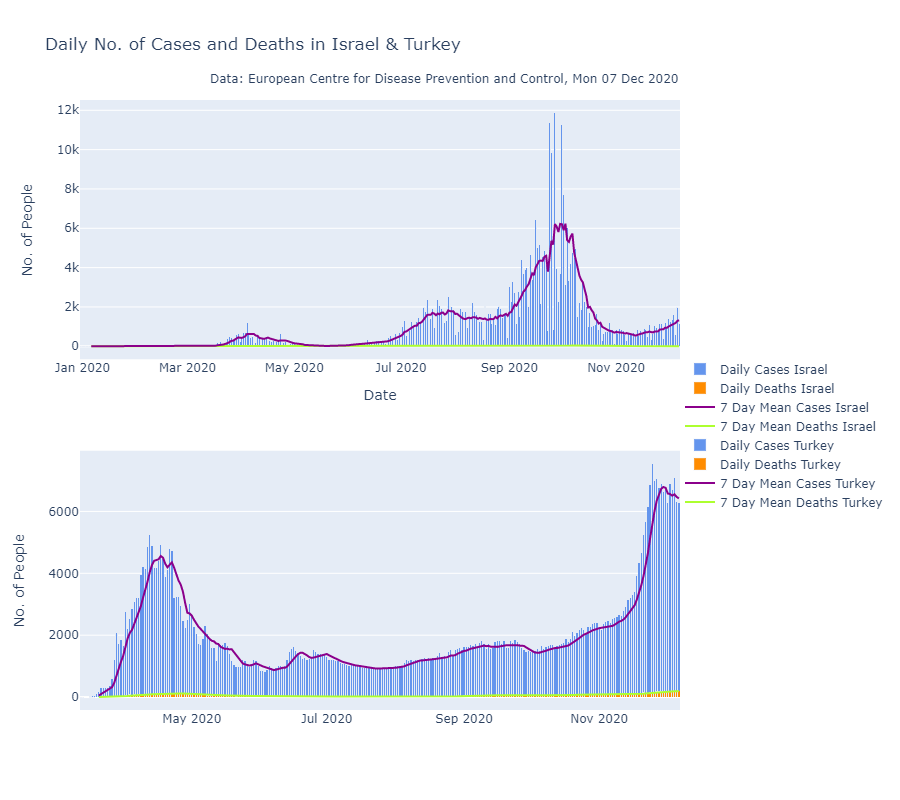 Daily No. of Cases and Deaths in Israel & Turkey
Data: European Centre for Disease Prevention and Control, Mon 07 Dec 2020
No. of People
12k
10k
8k
6k
4k
2k
0
Jan 2020 Mar 2020 May 2020 Jul 2020 Sep 2020 Nov 2020
Date
Daily Cases Israel
Daily Deaths Israel
7 Day Mean Cases Israel
7 Day Mean Deaths Israel
Daily Cases Turkey
Daily Deaths Turkey
7 Day Mean Cases Turkey
7 Day Mean Deaths Turkey
No. of People
6000
4000
2000
0
May 2020 Jul 2020 Sep 2020 Nov 2020